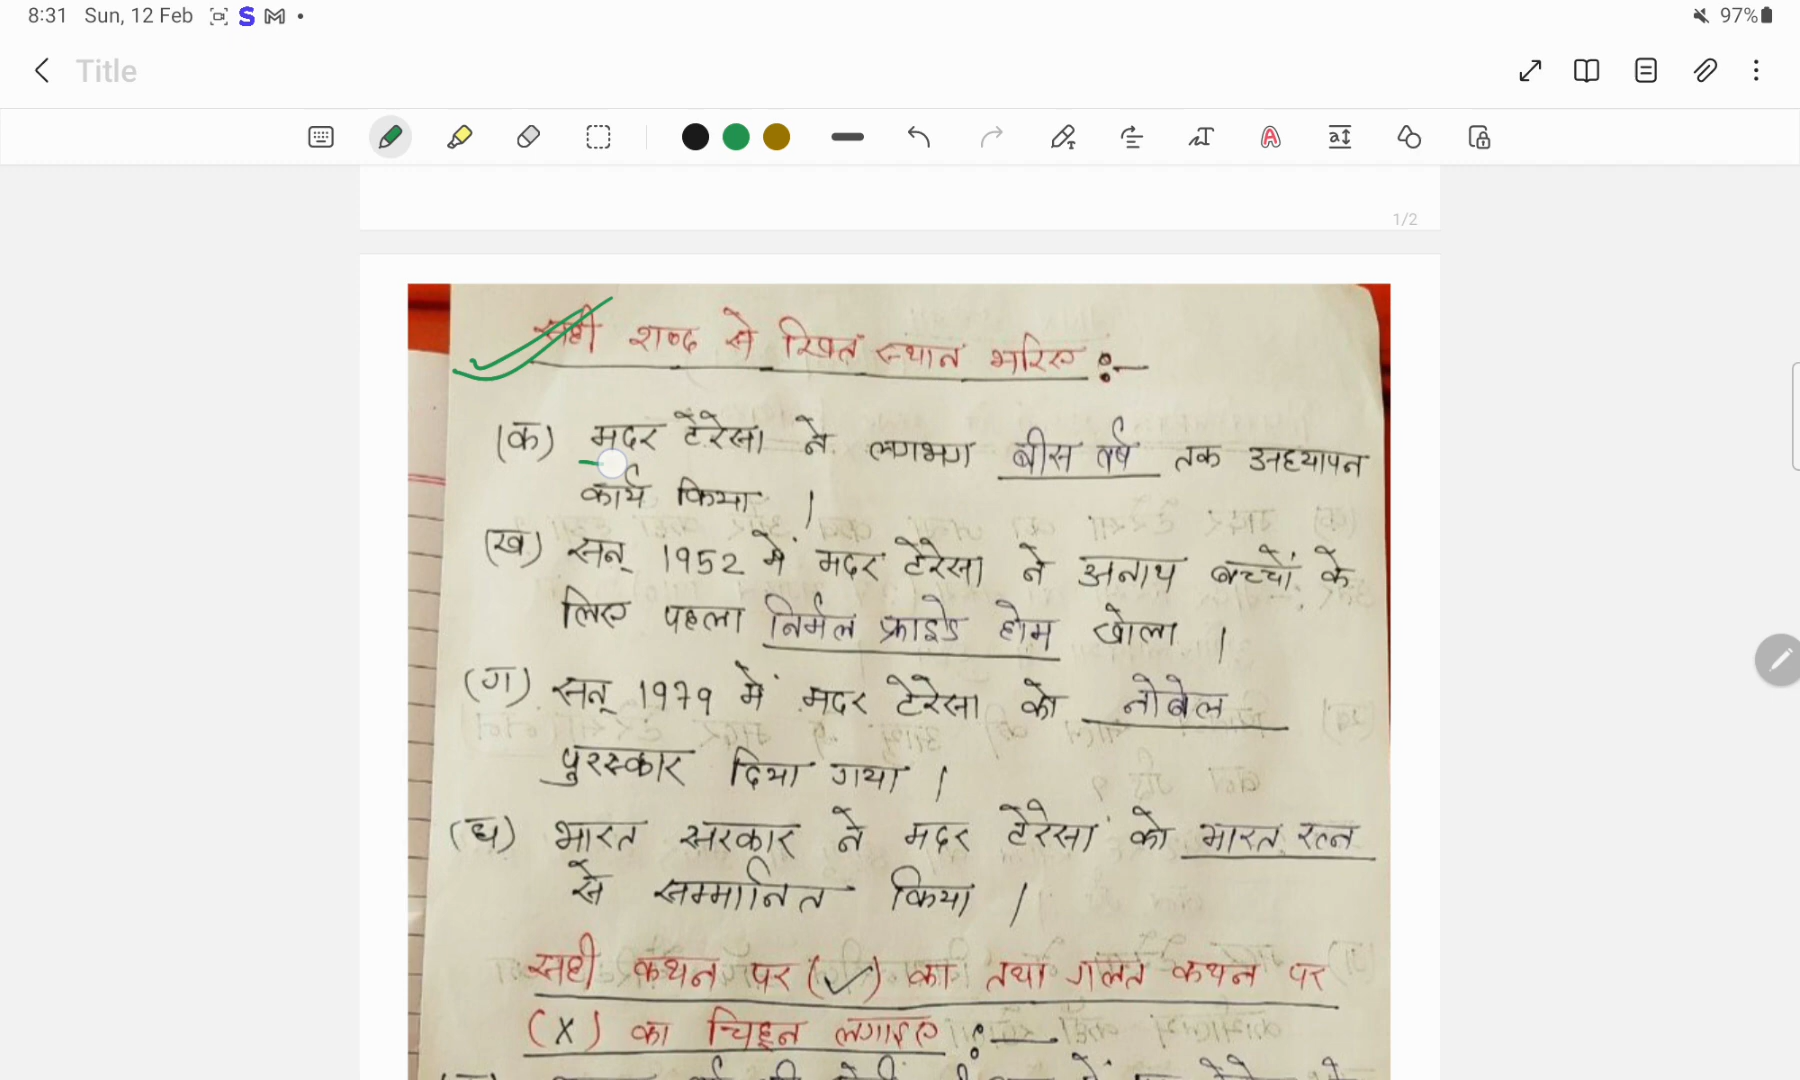 8:31 Sun, 12 Feb 97%
Title
1/2
सही शब्द से रिक्त स्थान भरिए :-
(क) मदर टेरेसा ने लगभग बीस वर्ष तक अध्यापन
कार्य किया ।
(ख) सन् 1952 में मदर टेरेसा ने अनाथ बच्चों के
लिए पहला निर्मल फ्राइडे होम खोला ।
(ग) सन् 1979 में मदर टेरेसा को नोबेल
पुरस्कार दिया गया ।
(घ) भारत सरकार ने मदर टेरेसा को भारत रत्न
से सम्मानित किया ।
सही कथन पर (✓) का तथा गलत कथन पर
(X) का चिह्न लगाइए :-